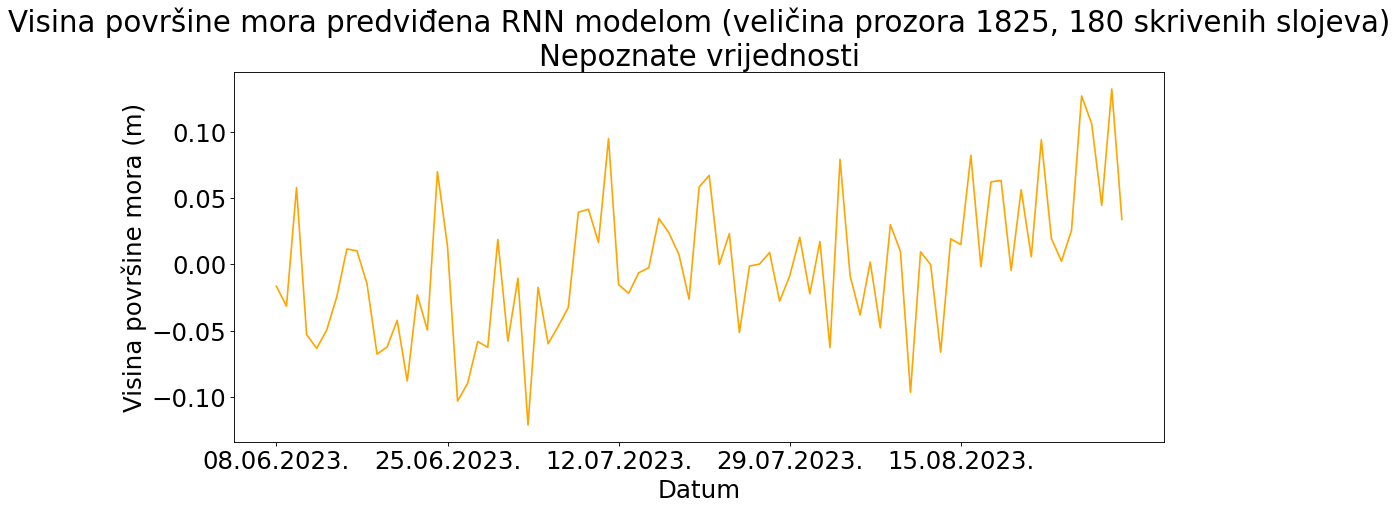 Visina površine mora predviđena RNN modelom (veličina prozora 1825, 180 skrivenih slojeva)
Nepoznate vrijednosti
Visina površine mora (m)
0.10
0.05
0.00
−0.05
−0.10
08.06.2023. 25.06.2023. 12.07.2023. 29.07.2023. 15.08.2023.
Datum